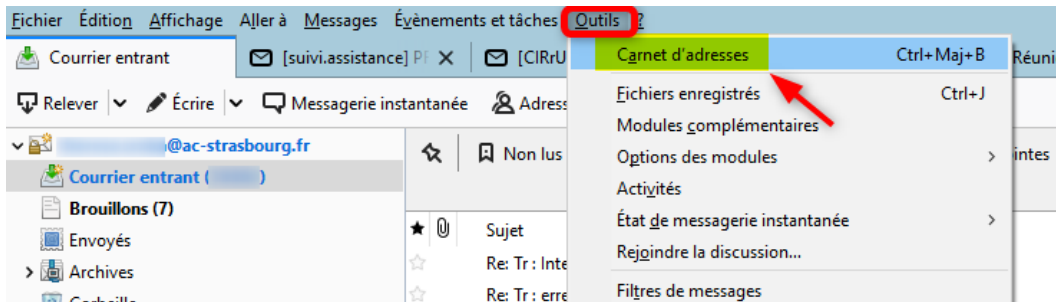 Fichier Édition Affichage Aller à Messages Évènements et tâches Outils ?
Courrier entrant [suivi.assistance] [CIRrU Réuni
Carnet d'adresses Ctrl+Maj+B
Relever Écrire Messagerie instantanée Adress
Fichiers enregistrés Ctrl+J
Modules complémentaires
@ac-strasbourg.fr
Non lus
Options des modules
intes
Courrier entrant ( )
Activités
Brouillons (7)
État de messagerie instantanée
Envoyés
Sujet
Rejoindre la discussion...
Archives
Re: Tr : Inte
Filtres de messages
Re: Tr : erre